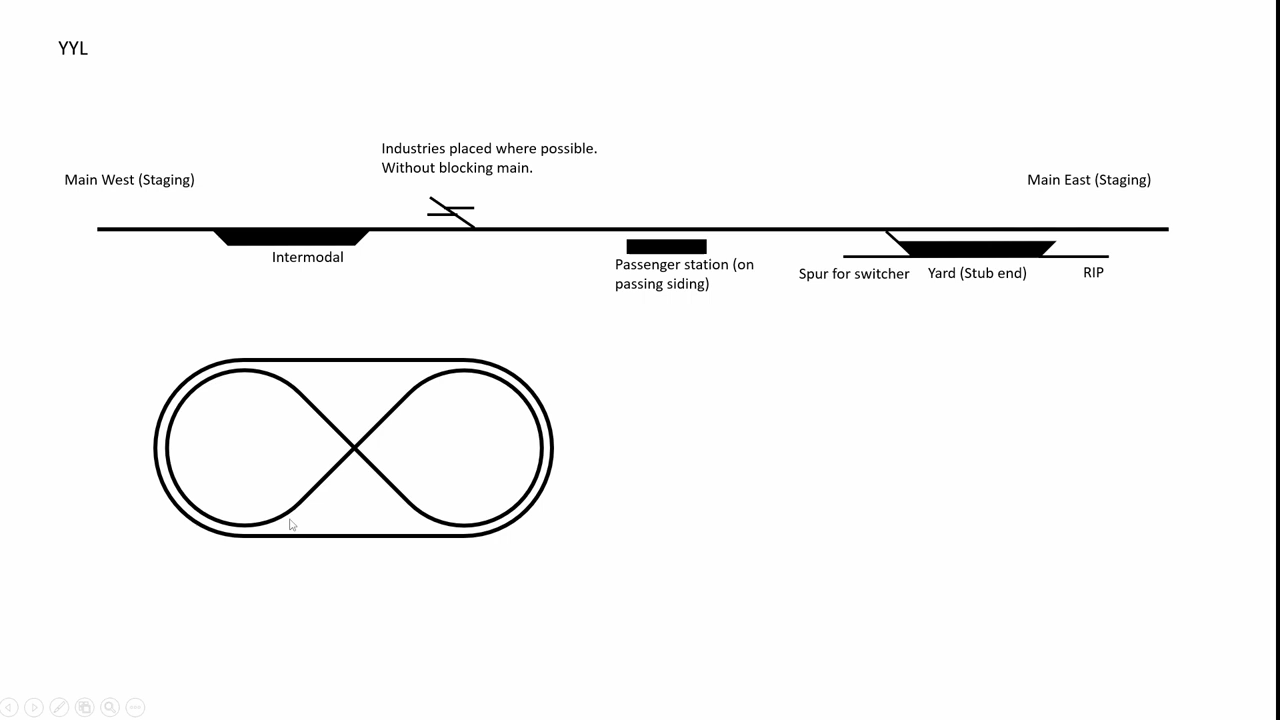 YYL
Industries placed where possible.
Without blocking main.
Main West (Staging)
Main East (Staging)
Intermodal
Passenger station (on
passing siding)
Spur for switcher
Yard (Stub end)
RIP